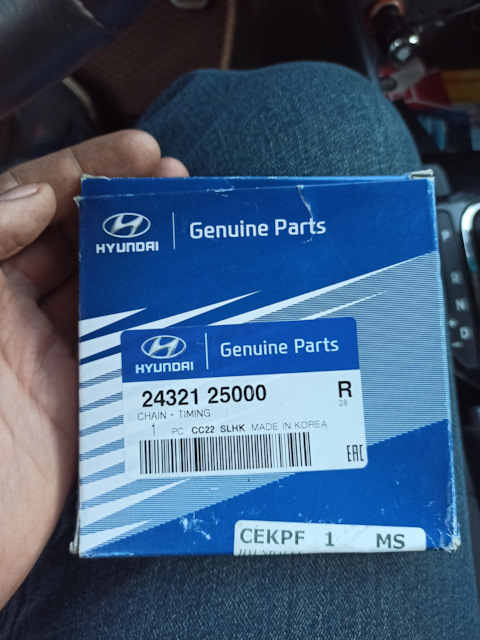 HYUNDAI
Genuine Parts
HYUNDAI
Genuine Parts
24321 25000
R
28
CHAIN - TIMING
1 PC CC22 SLHK MADE IN KOREA
EAC
CEKPF 1 MS
P
R
N
D